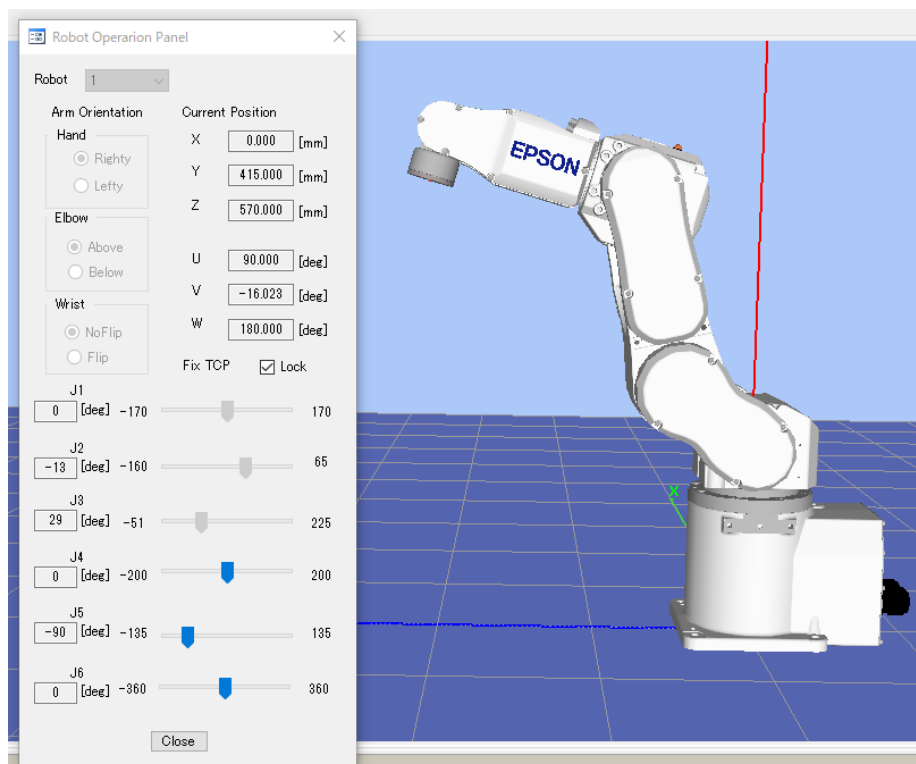 Robot Operarion Panel
Robot 1
Arm Orientation
Hand
Righty
Lefty
Elbow
Above
Below
Wrist
NoFlip
Flip
Current Position
X 0.000 [mm]
Y 415.000 [mm]
Z 570.000 [mm]
U 90.000 [deg]
V -16.023 [deg]
W 180.000 [deg]
Fix TCP Lock
J1
0 [deg] -170 170
J2
-13 [deg] -160 65
J3
29 [deg] -51 225
J4
0 [deg] -200 200
J5
-90 [deg] -135 135
J6
0 [deg] -360 360
Close
EPSON
X